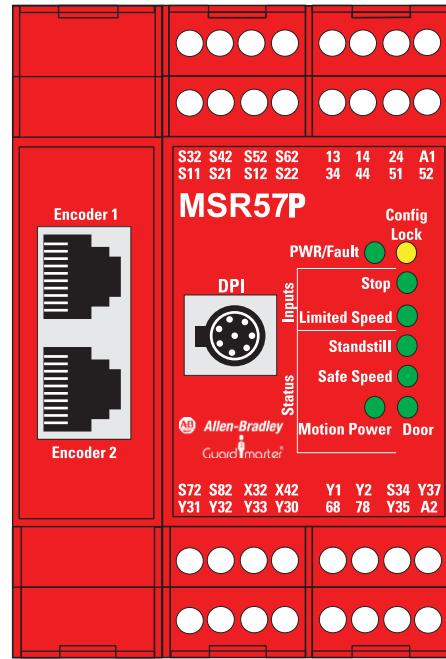 S32 S42 S52 S62 13 14 24 A1
S11 S21 S12 S22 34 44 51 52
MSR57P
Encoder 1
Config
Lock
PWR/Fault
DPI
Inputs
Stop
Limited Speed
Standstill
Status
Safe Speed
Motion Power Door
AB Allen-Bradley
Guardmaster
Encoder 2
S72 S82 X32 X42 Y1 Y2 S34 Y37
Y31 Y32 Y33 Y30 68 78 Y35 A2